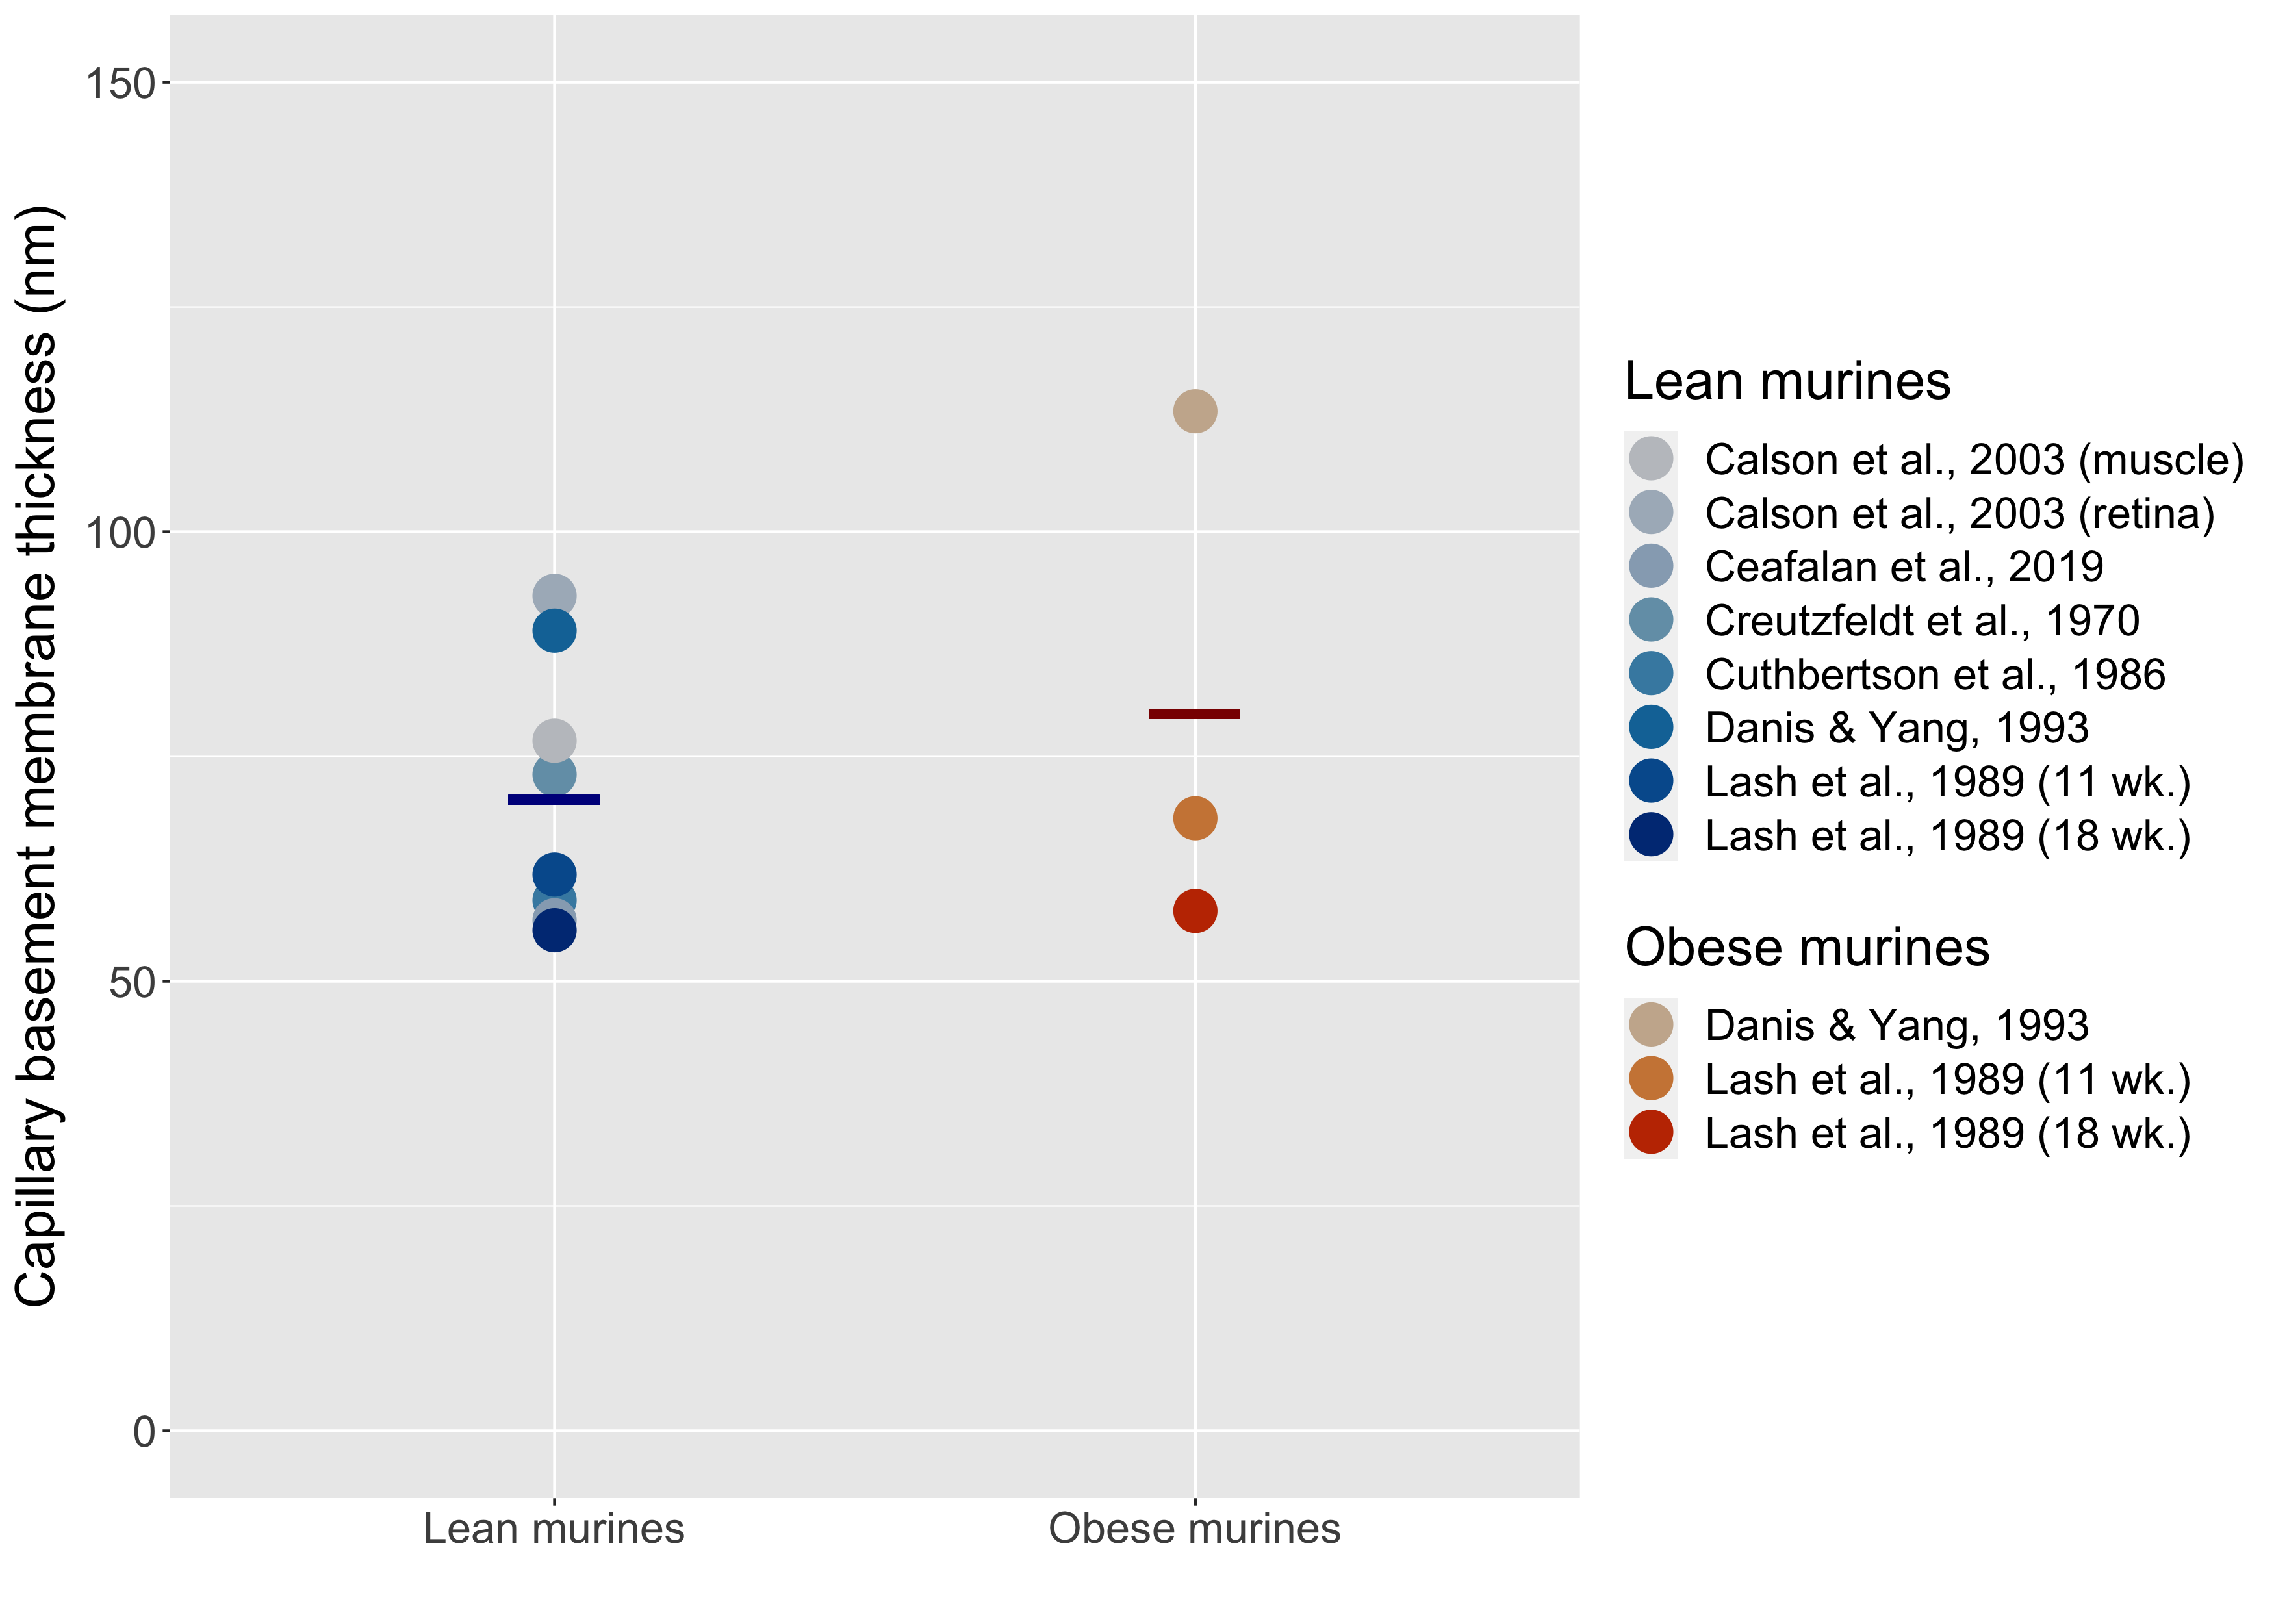 Capillary basement membrane thickness (nm)
150
100
50
0
Lean murines
Obese murines
Lean murines
Calson et al., 2003 (muscle)
Calson et al., 2003 (retina)
Ceafalan et al., 2019
Creutzfeldt et al., 1970
Cuthbertson et al., 1986
Danis & Yang, 1993
Lash et al., 1989 (11 wk.)
Lash et al., 1989 (18 wk.)
Obese murines
Danis & Yang, 1993
Lash et al., 1989 (11 wk.)
Lash et al., 1989 (18 wk.)